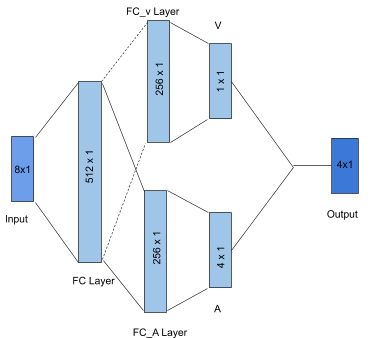 FC_v Layer
V
256 x 1
1 x 1
8x1
512 x 1
4x1
Input
Output
256 x 1
4 x 1
FC Layer
A
FC_A Layer